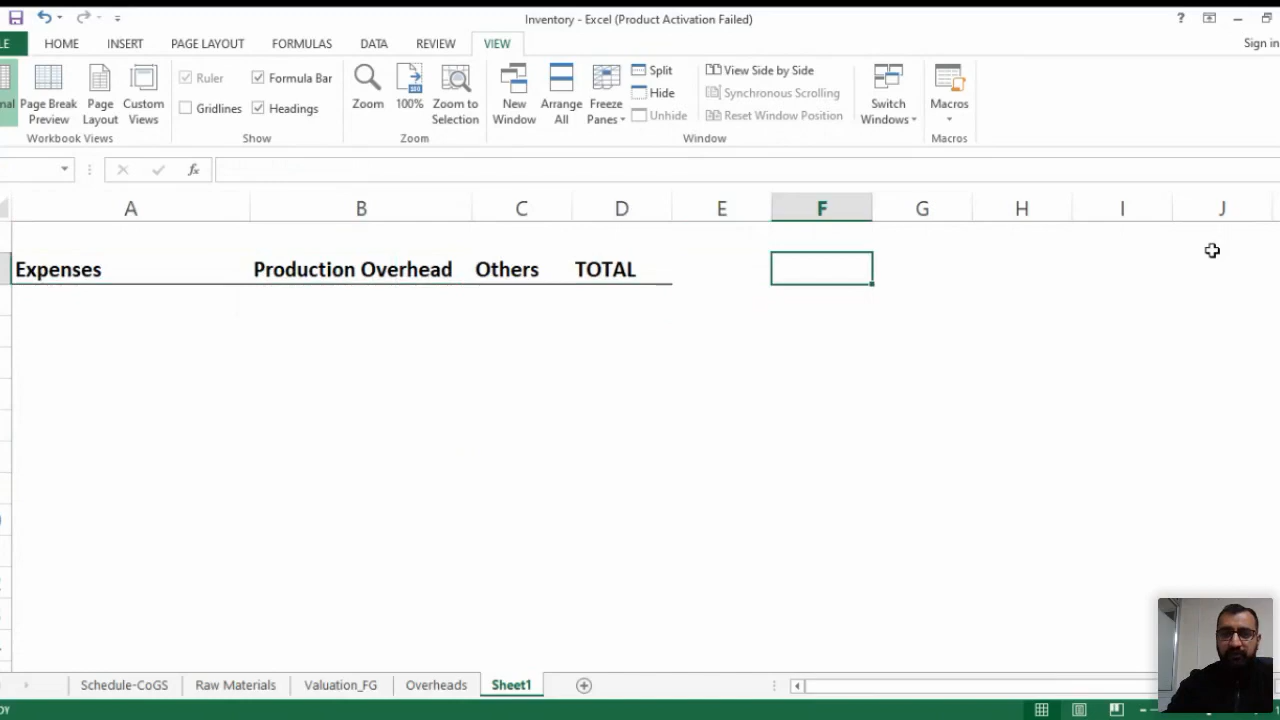 Inventory - Excel (Product Activation Failed)
?
HOME INSERT PAGE LAYOUT FORMULAS DATA REVIEW VIEW
Sign in
Page Break Preview
Page Layout
Custom Views
Workbook Views
Ruler
Formula Bar
Gridlines
Headings
Show
Zoom
100%
Zoom to Selection
Zoom
New Window
Arrange All
Freeze Panes
Split
Hide
Unhide
View Side by Side
Synchronous Scrolling
Reset Window Position
Window
Switch Windows
Macros
Macros
fx
A B C D E F G H I J
Expenses Production Overhead Others TOTAL
Schedule-CoGS Raw Materials Valuation_FG Overheads Sheet1